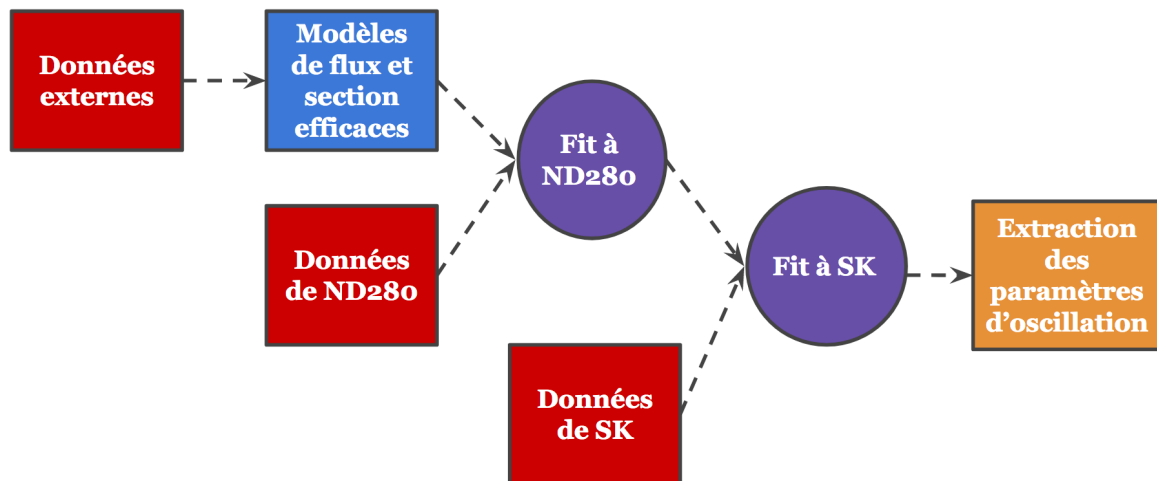 Données
externes
Modèles
de flux et
section
efficaces
Fit à
ND280
Données
de ND280
Fit à SK
Extraction
des
paramètres
d'oscillation
Données
de SK